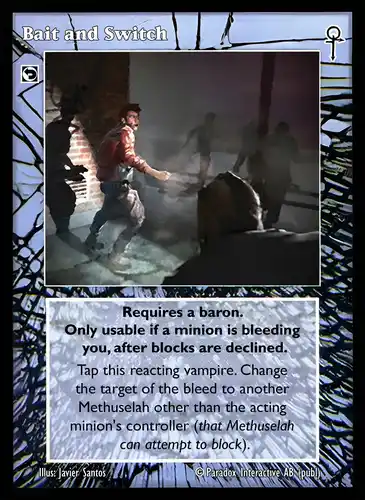 Bait and Switch
Requires a baron.
Only usable if a minion is bleeding
you, after blocks are declined.
Tap this reacting vampire. Change
the target of the bleed to another
Methuselah other than the acting
minion's controller (that Methuselah
can attempt to block).
Illus: Javier Santos © Paradox Interactive AB. (publ)